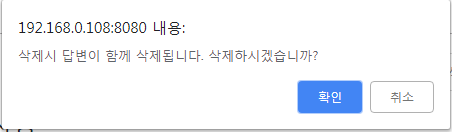 192.168.0.108:8080 내용:
삭제시 답변이 함께 삭제됩니다. 삭제하시겠습니까?
확인 취소